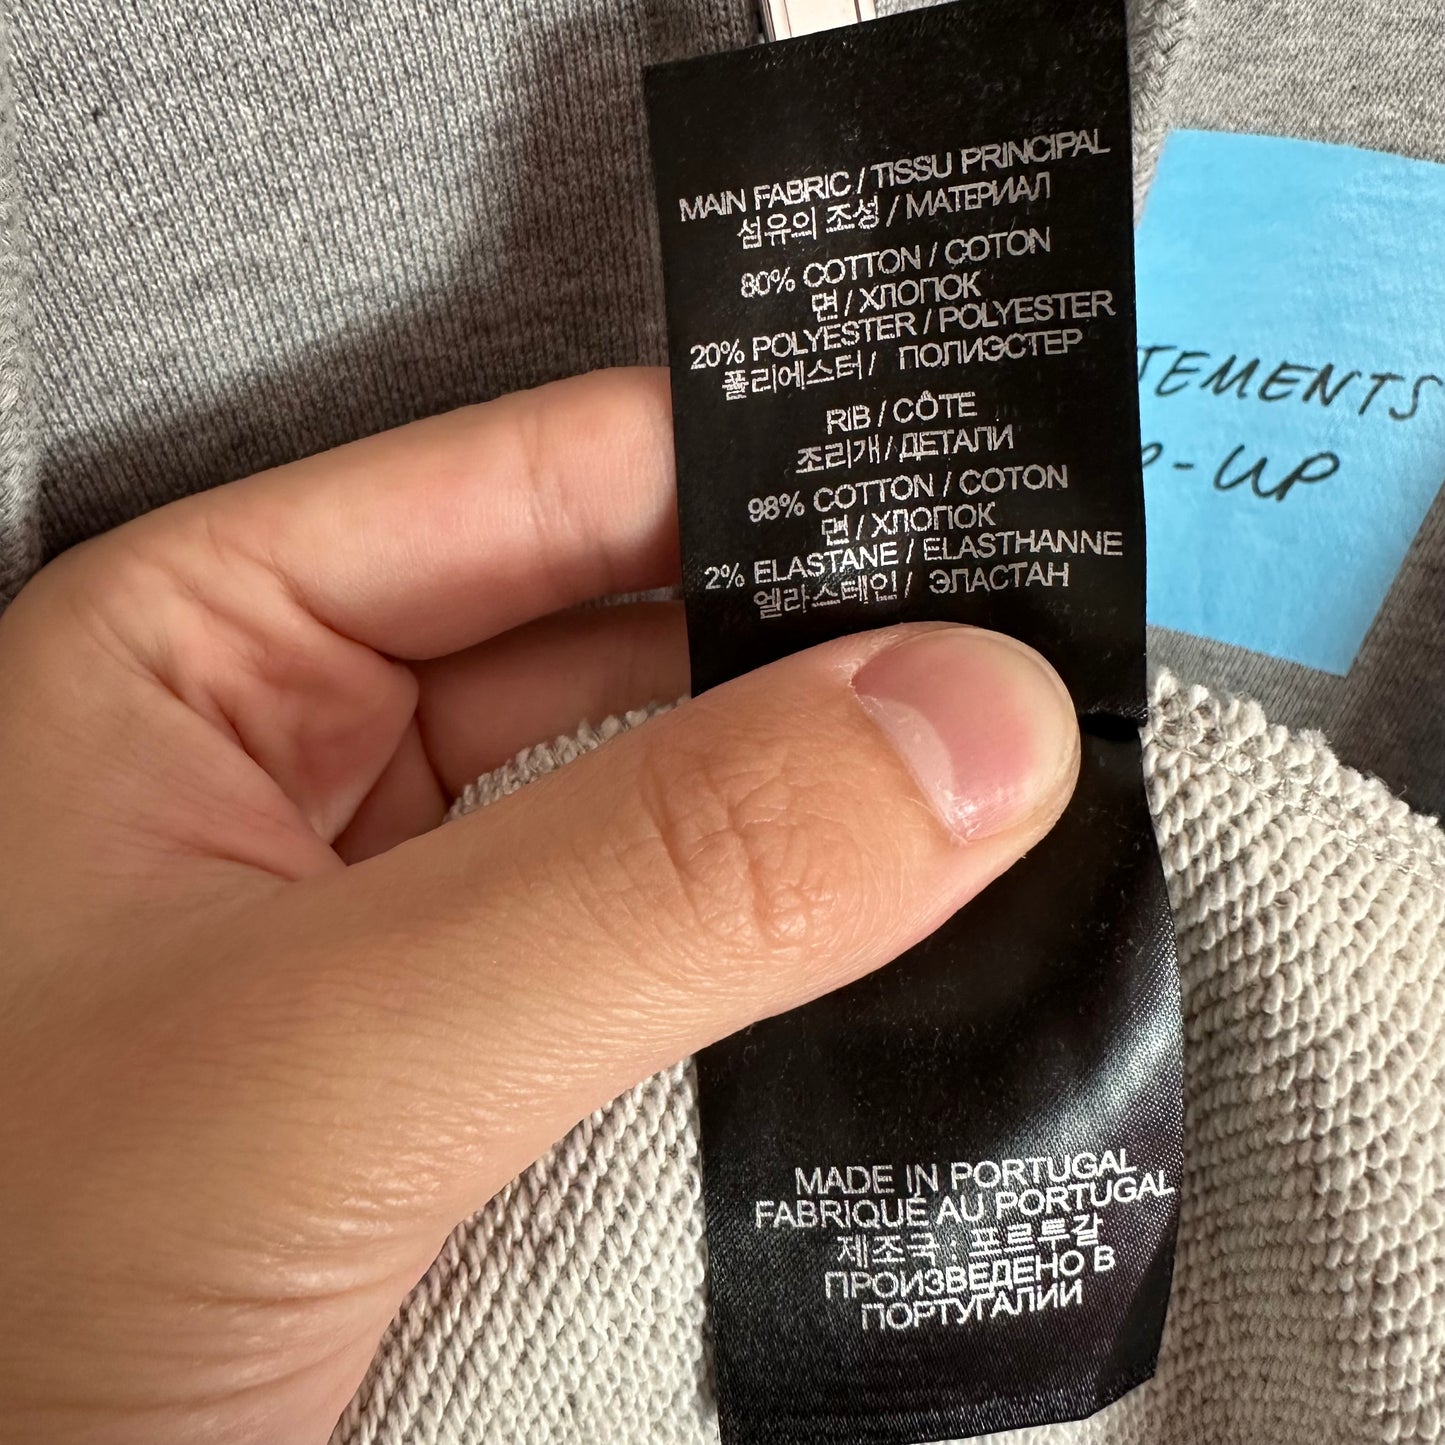 MAIN FABRIC / TISSU PRINCIPAL
섬유의 조성 / МАТЕРИАЛ
80% COTTON / COTON
면 / ХЛОПОК
20% POLYESTER / POLYESTER
폴리에스터 / ПОЛИЭСТЕР
RIB / CÔTE
조리개 / ДЕТАЛИ
98% COTTON / COTON
면 / ХЛОПОК
2% ELASTANE / ELASTHANNE
엘라스테인 / ЭЛАСТАН
MADE IN PORTUGAL
FABRIQUÉ AU PORTUGAL
제조국 : 포르투갈
ПРОИЗВЕДЕНО В
ПОРТУГАЛИИ
TEMENTS
-UP